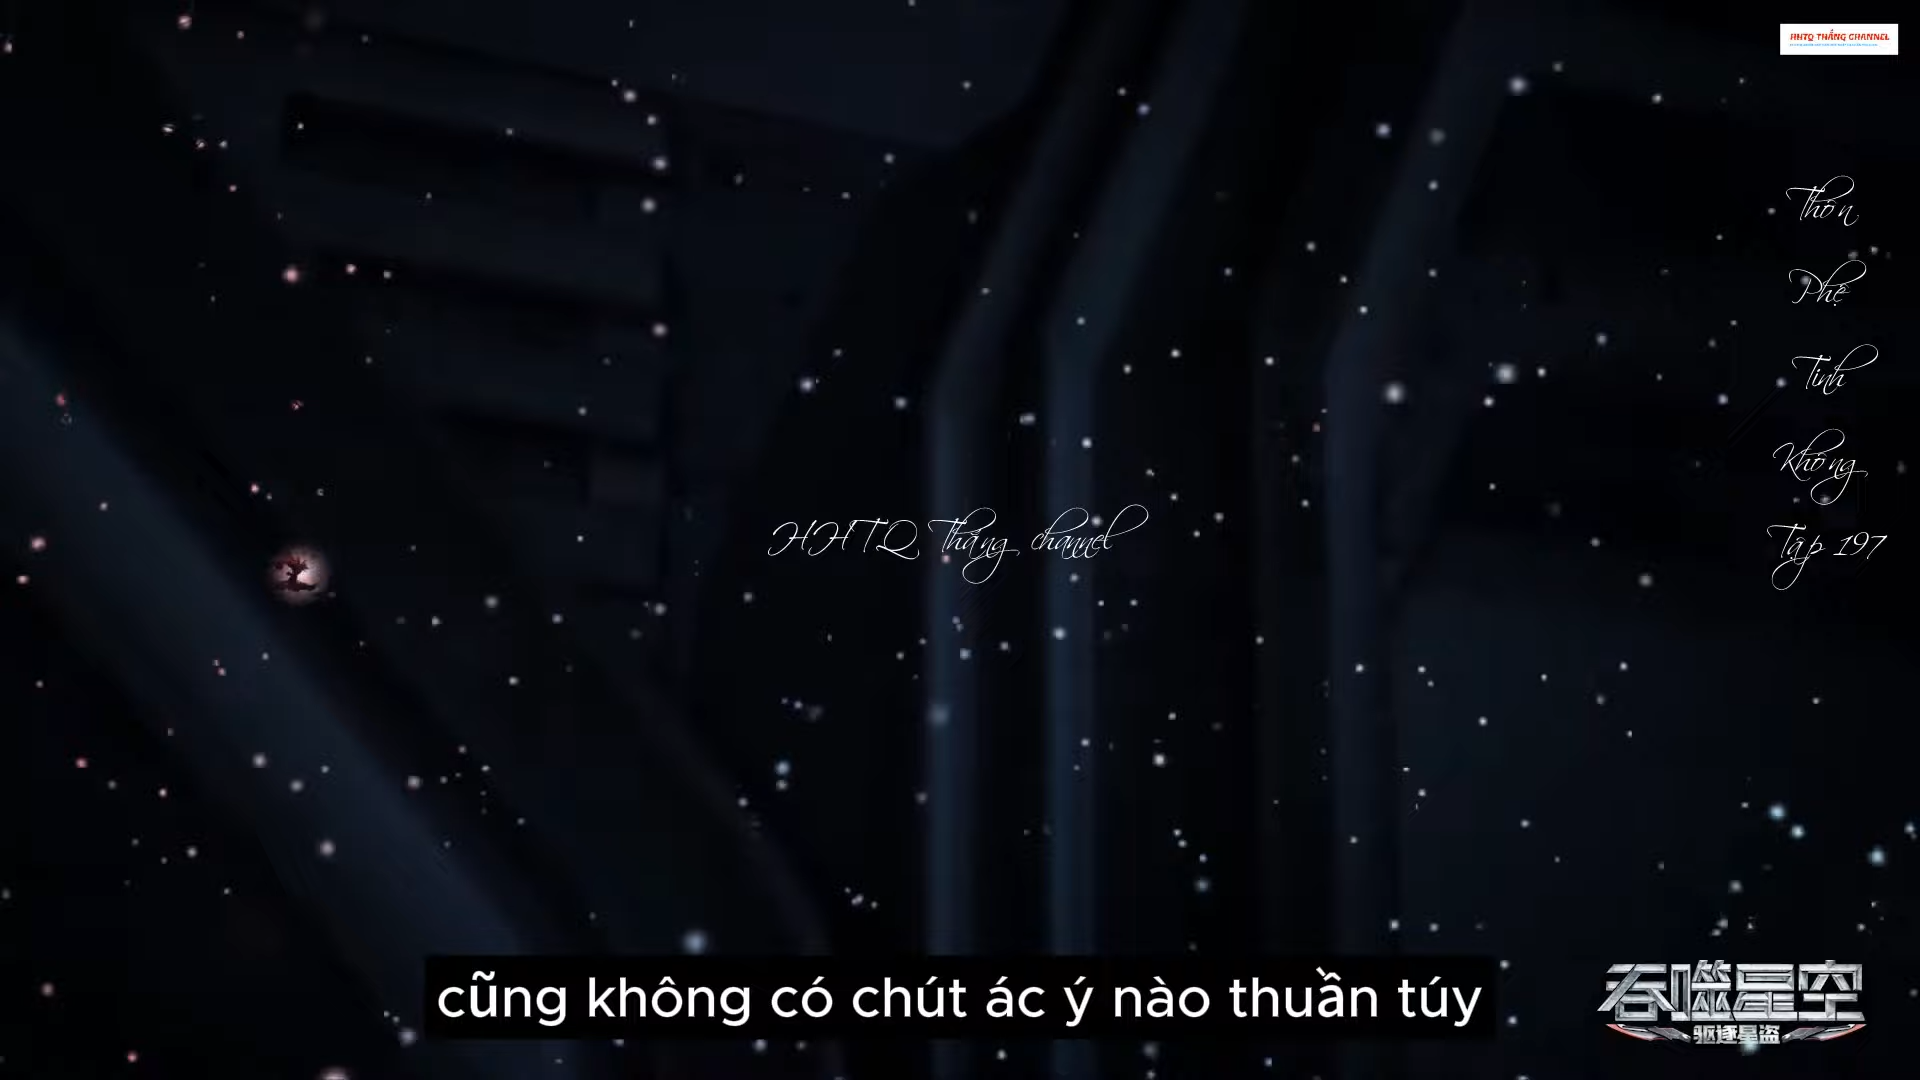 HHTQ THẮNG CHANNEL
Thôn
Phệ
Tinh
Không
Tập 197
HHTQ Thắng channel
cũng không có chút ác ý nào thuần túy
吞噬星空
驱逐星盗